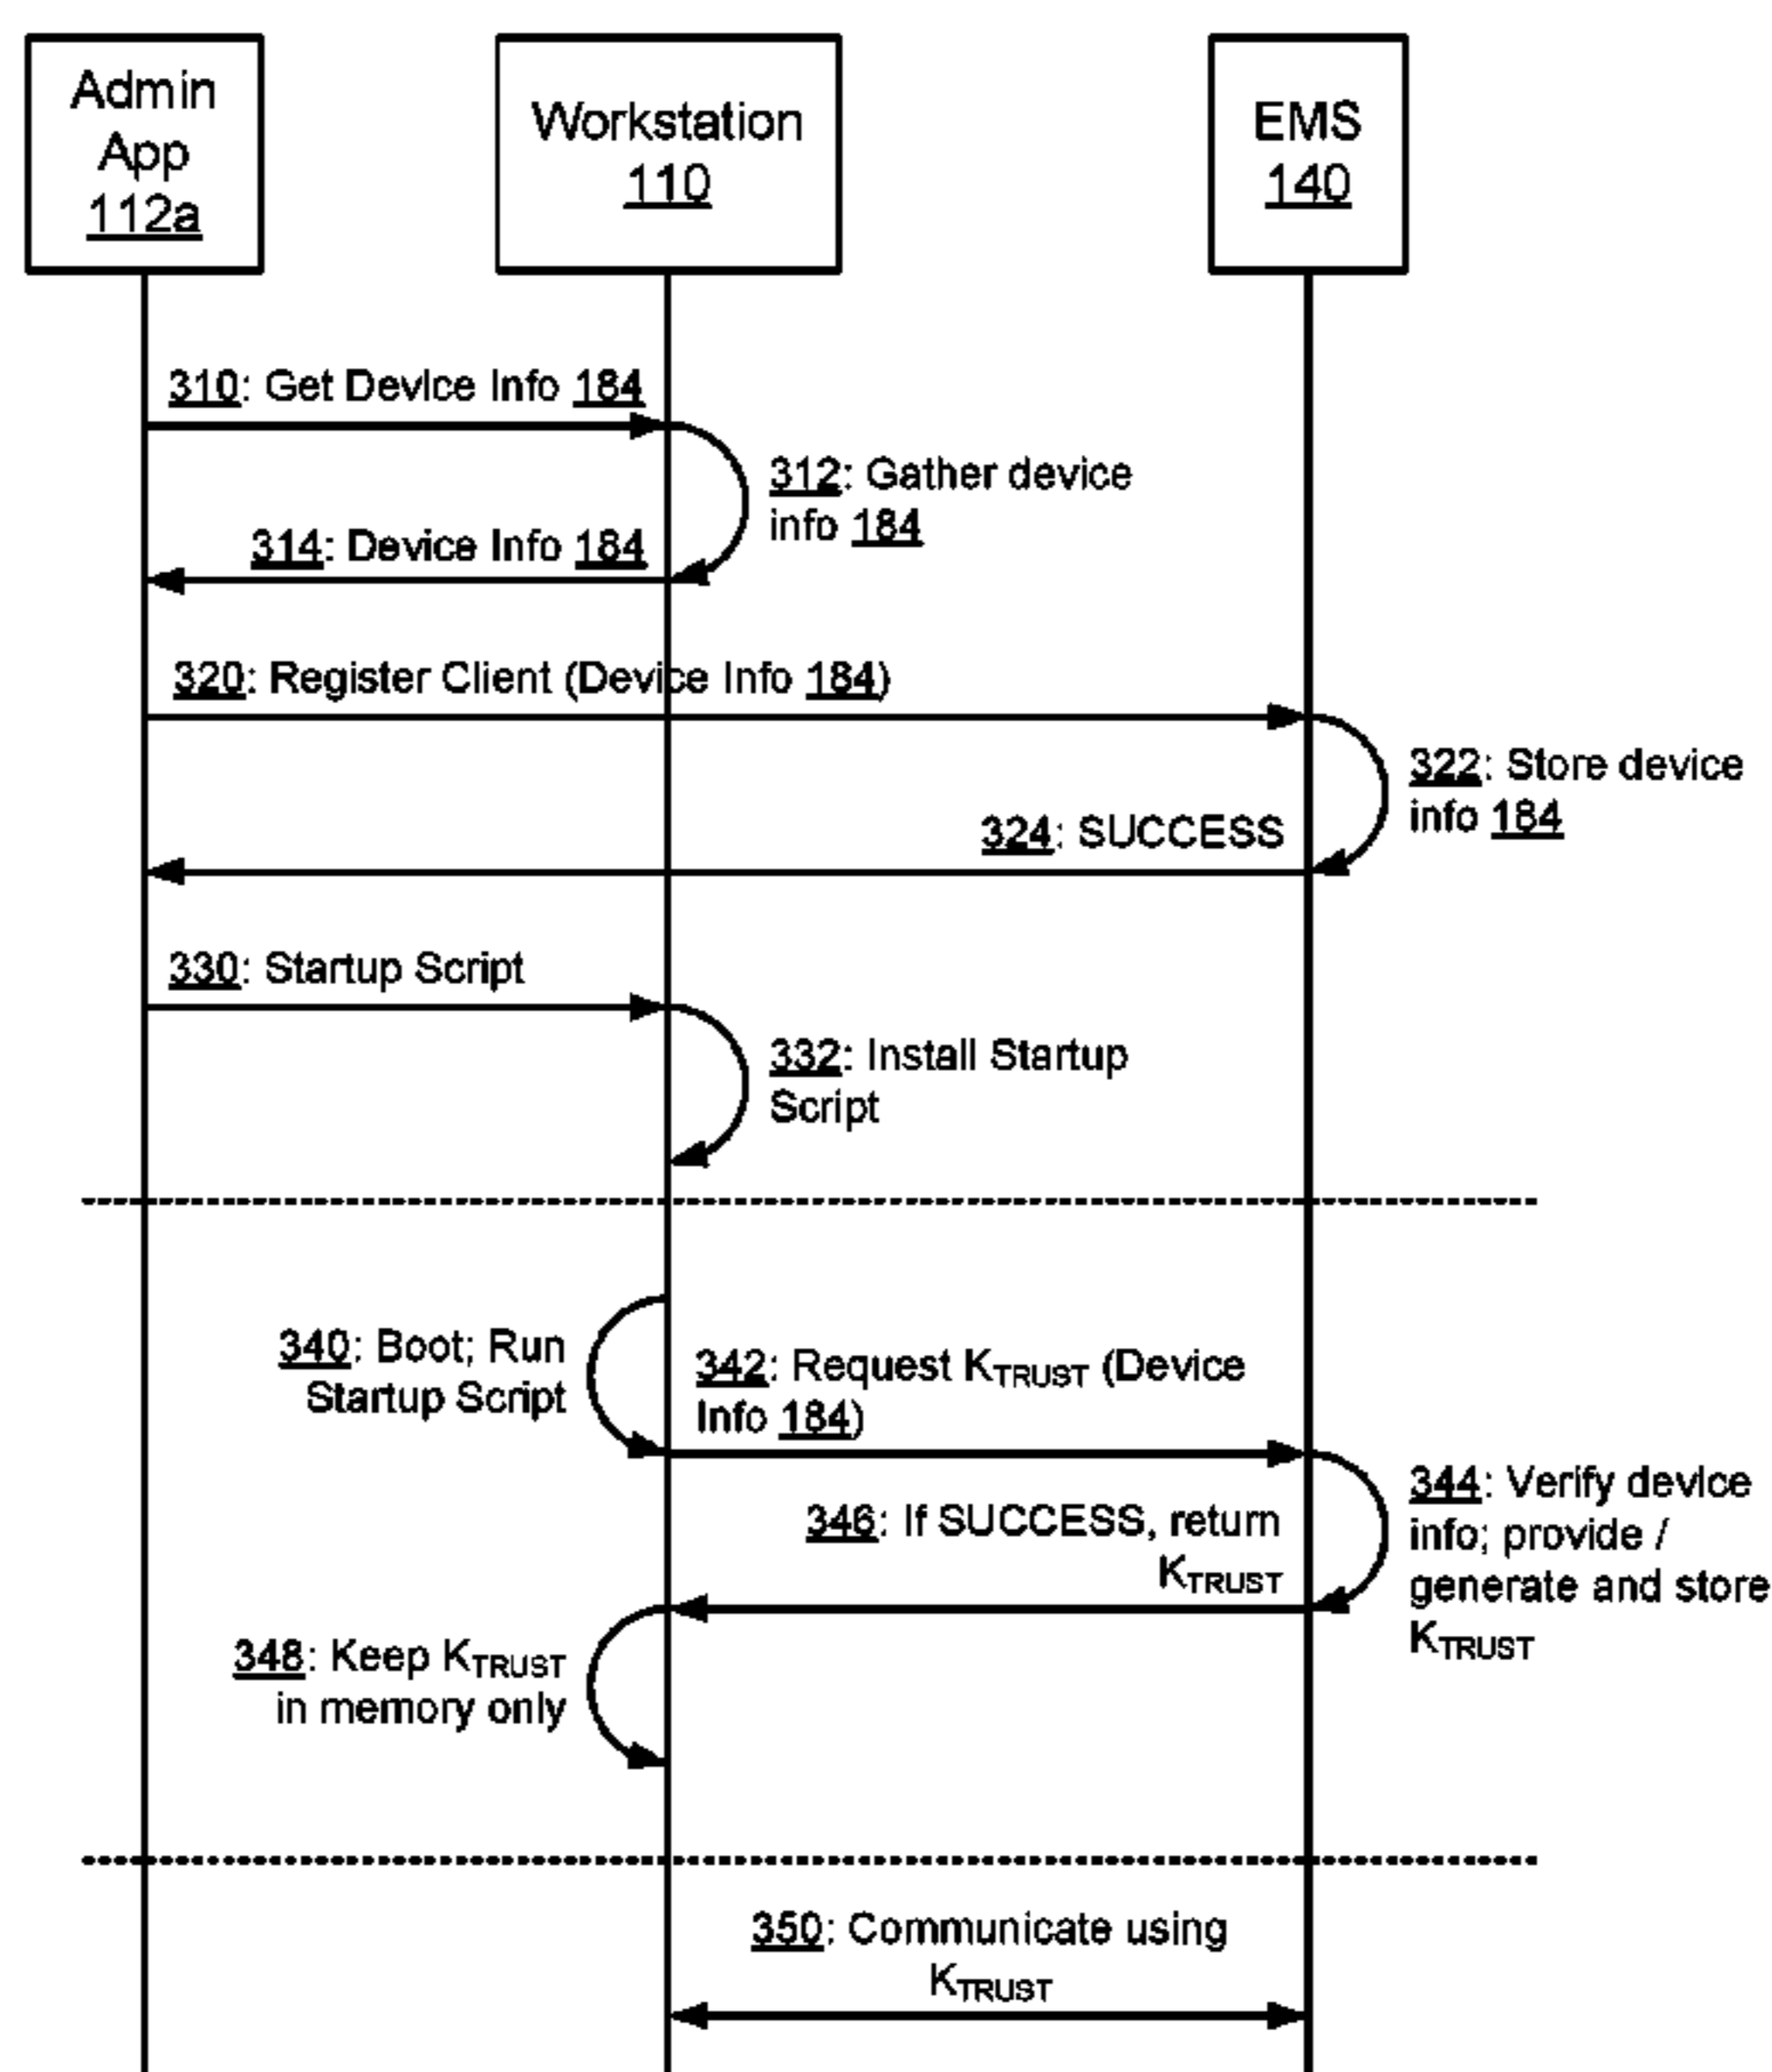 Admin
App
112a
Workstation
110
EMS
140
310: Get Device Info 184
312: Gather device
info 184
314: Device Info 184
320: Register Client (Device Info 184)
322: Store device
info 184
324: SUCCESS
330: Startup Script
332: Install Startup
Script
340: Boot; Run
Startup Script
342: Request KTRUST (Device
Info 184)
344: Verify device
info; provide /
generate and store
KTRUST
346: If SUCCESS, return
KTRUST
348: Keep KTRUST
in memory only
350: Communicate using
KTRUST